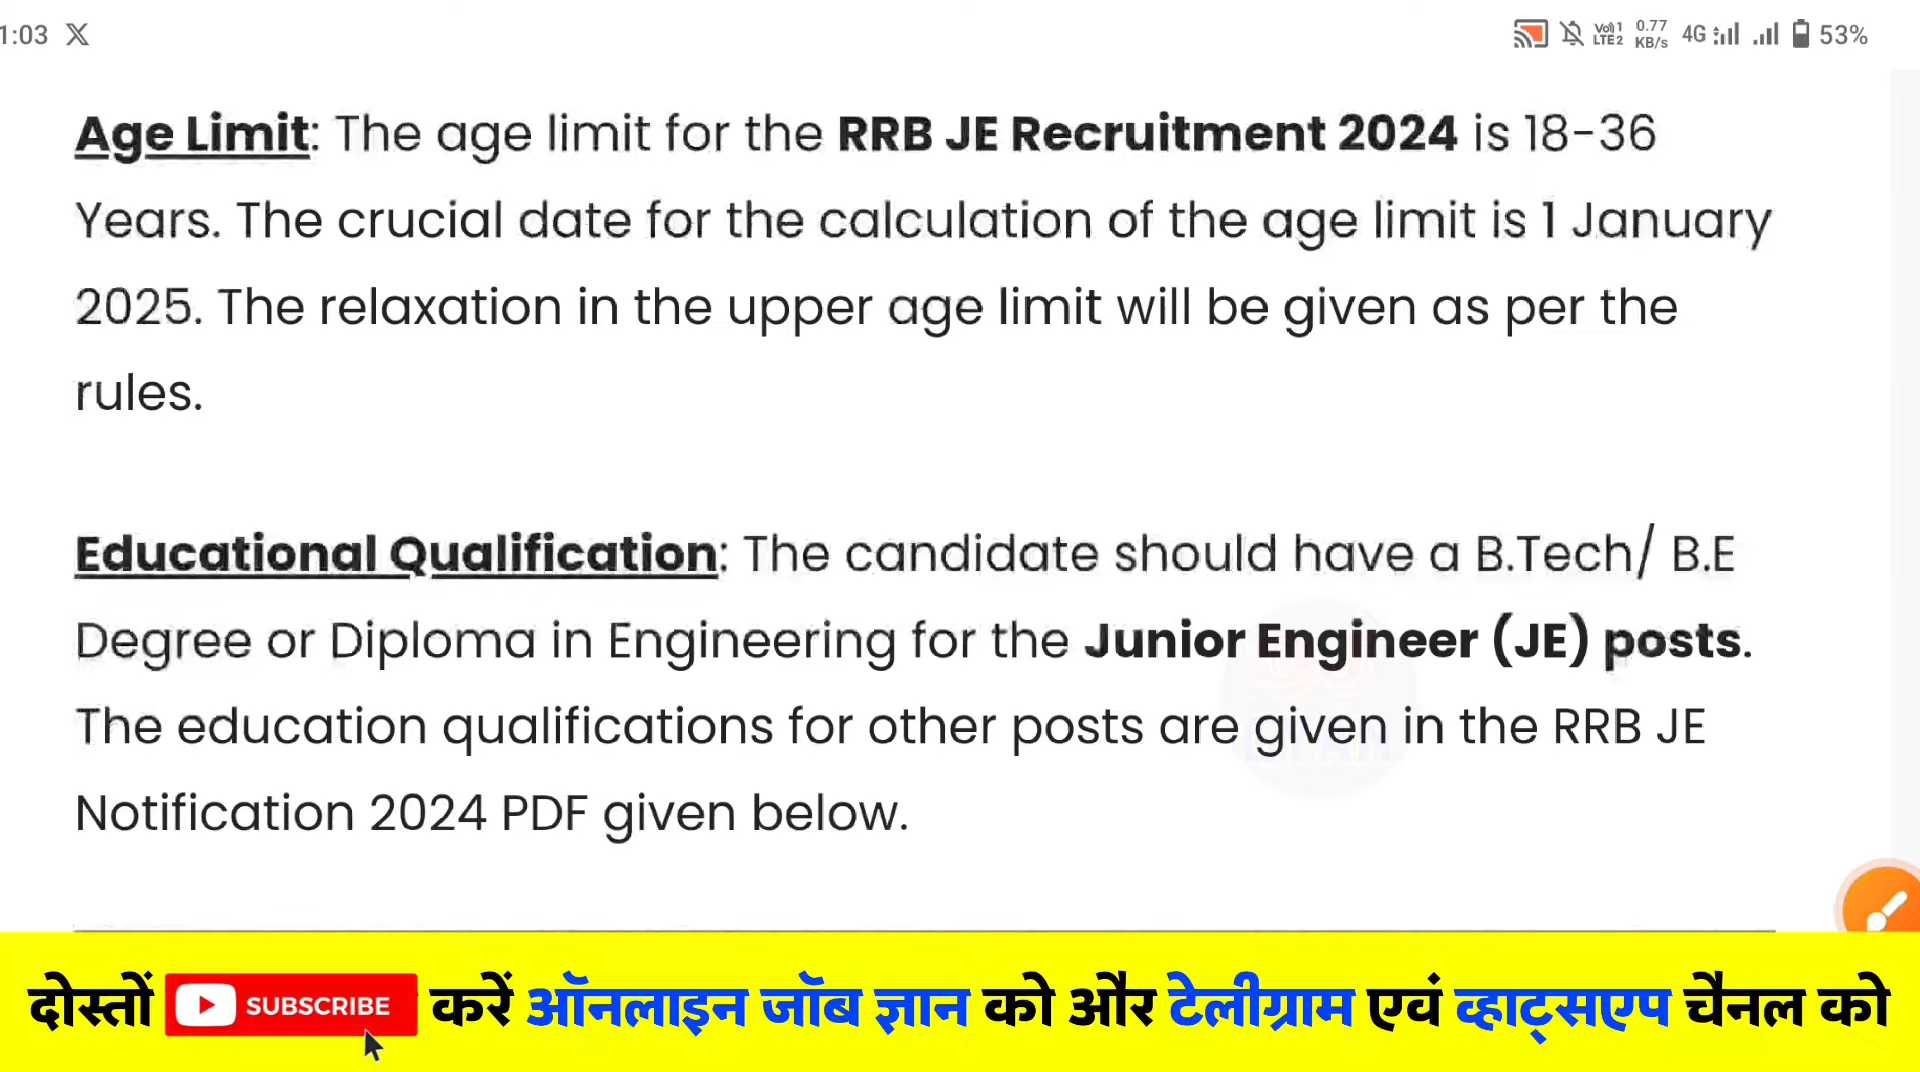 1:03 X
Vo)) 1 LTE2 0.77 KB/s 4G 53%
Age Limit: The age limit for the RRB JE Recruitment 2024 is 18-36
Years. The crucial date for the calculation of the age limit is 1 January
2025. The relaxation in the upper age limit will be given as per the
rules.
Educational Qualification: The candidate should have a B.Tech/ B.E
Degree or Diploma in Engineering for the Junior Engineer (JE) posts.
The education qualifications for other posts are given in the RRB JE
Notification 2024 PDF given below.
दोस्तों SUBSCRIBE करें ऑनलाइन जॉब ज्ञान को और टेलीग्राम एवं व्हाट्सएप चैनल को